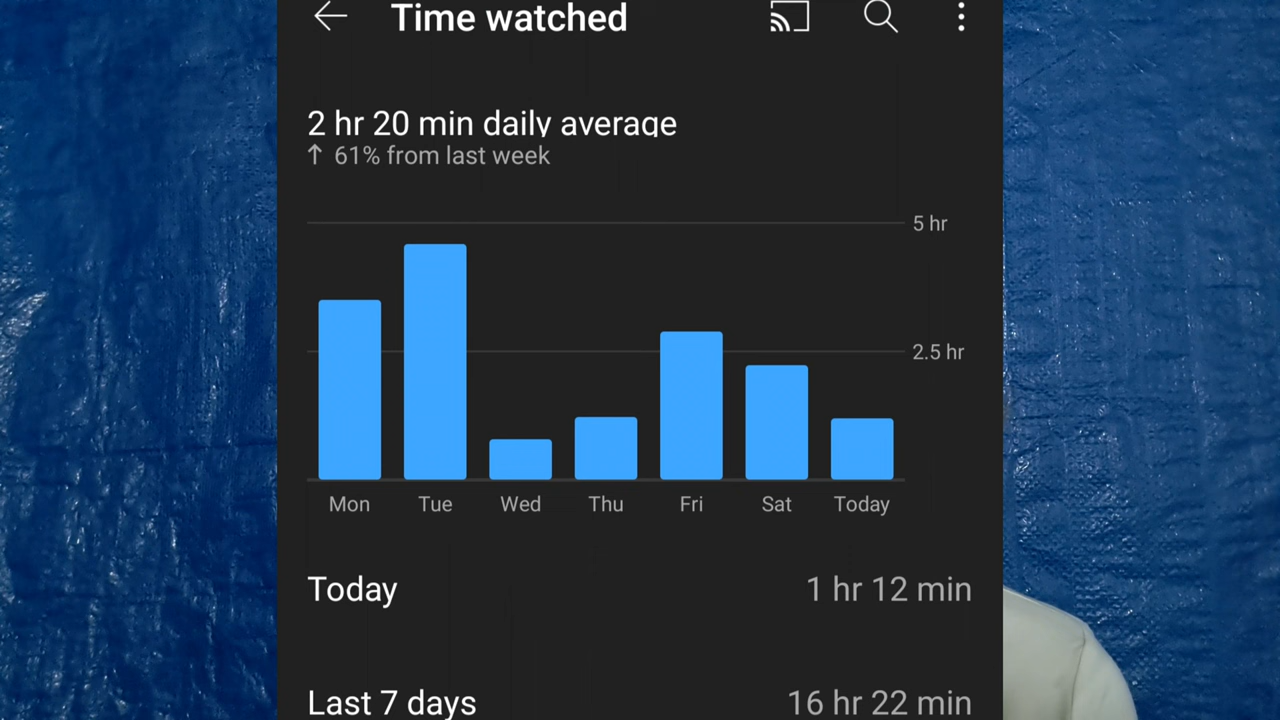 Time watched
2 hr 20 min daily average
↑ 61% from last week
5 hr
2.5 hr
Mon Tue Wed Thu Fri Sat Today
Today 1 hr 12 min
Last 7 days 16 hr 22 min